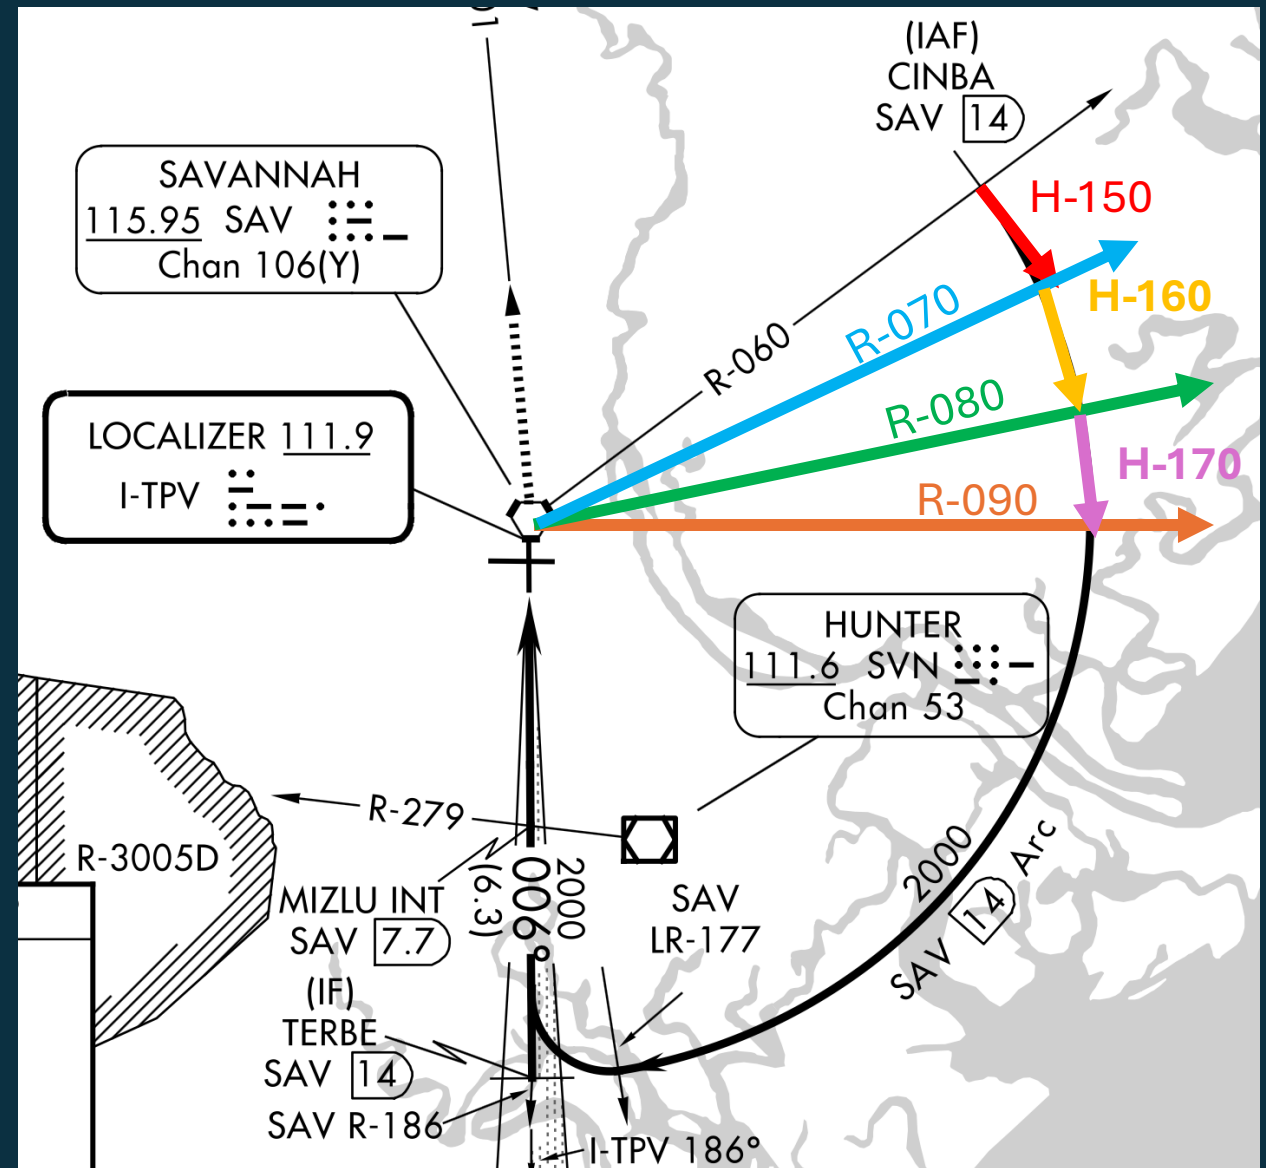 (IAF)
CINBA
SAV 14
SAVANNAH
115.95 SAV
Chan 106(Y)
H-150
R-070
H-160
R-060
R-080
LOCALIZER 111.9
I-TPV
H-170
R-090
HUNTER
111.6 SVN
Chan 53
R-279
R-3005D
MIZLU INT
SAV 7.7
(6.3)
006°
2000
SAV
LR-177
2000
SAV 14 Arc
(IF)
TERBE
SAV 14
SAV R-186
I-TPV 186°